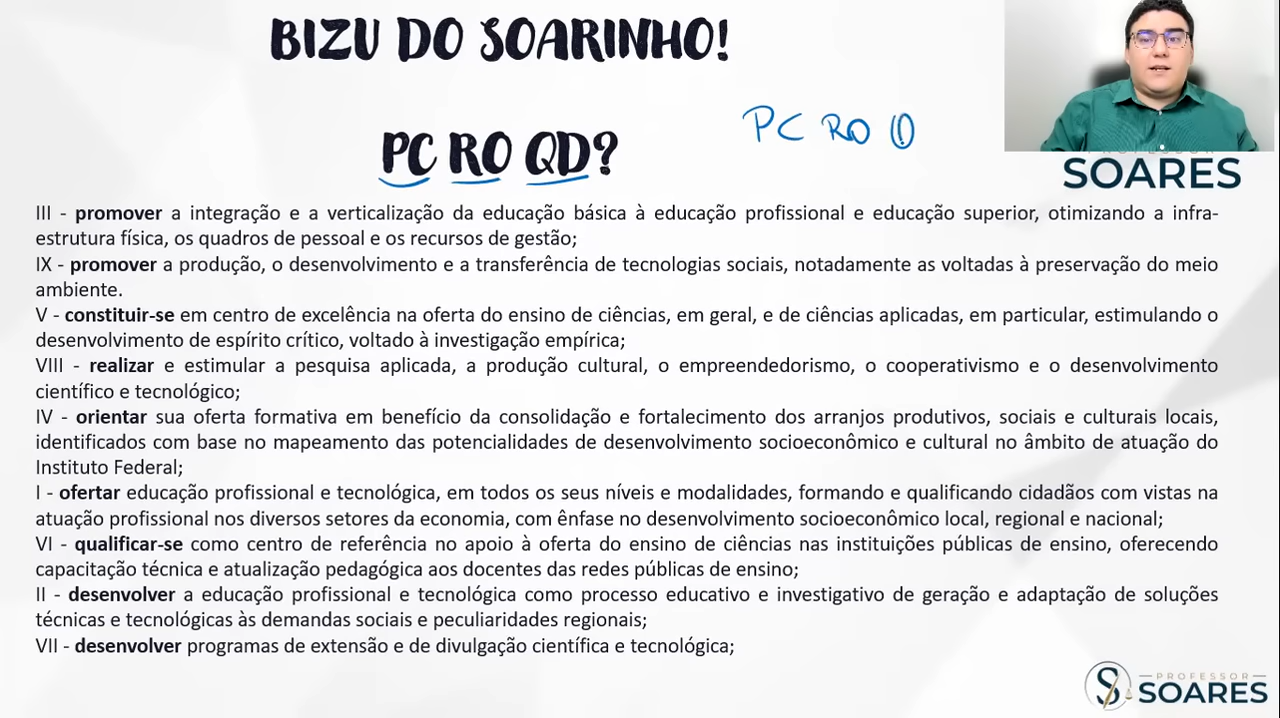 BIZU DO SOARINHO!
PC RO QD?
PC RO Q
SOARES
III - promover a integração e a verticalização da educação básica à educação profissional e educação superior, otimizando a infra-
estrutura física, os quadros de pessoal e os recursos de gestão;
IX - promover a produção, o desenvolvimento e a transferência de tecnologias sociais, notadamente as voltadas à preservação do meio
ambiente.
V - constituir-se em centro de excelência na oferta do ensino de ciências, em geral, e de ciências aplicadas, em particular, estimulando o
desenvolvimento de espírito crítico, voltado à investigação empírica;
VIII - realizar e estimular a pesquisa aplicada, a produção cultural, o empreendedorismo, o cooperativismo e o desenvolvimento
científico e tecnológico;
IV - orientar sua oferta formativa em benefício da consolidação e fortalecimento dos arranjos produtivos, sociais e culturais locais,
identificados com base no mapeamento das potencialidades de desenvolvimento socioeconômico e cultural no âmbito de atuação do
Instituto Federal;
I - ofertar educação profissional e tecnológica, em todos os seus níveis e modalidades, formando e qualificando cidadãos com vistas na
atuação profissional nos diversos setores da economia, com ênfase no desenvolvimento socioeconômico local, regional e nacional;
VI - qualificar-se como centro de referência no apoio à oferta do ensino de ciências nas instituições públicas de ensino, oferecendo
capacitação técnica e atualização pedagógica aos docentes das redes públicas de ensino;
II - desenvolver a educação profissional e tecnológica como processo educativo e investigativo de geração e adaptação de soluções
técnicas e tecnológicas às demandas sociais e peculiaridades regionais;
VII - desenvolver programas de extensão e de divulgação científica e tecnológica;
PROFESSOR
SOARES